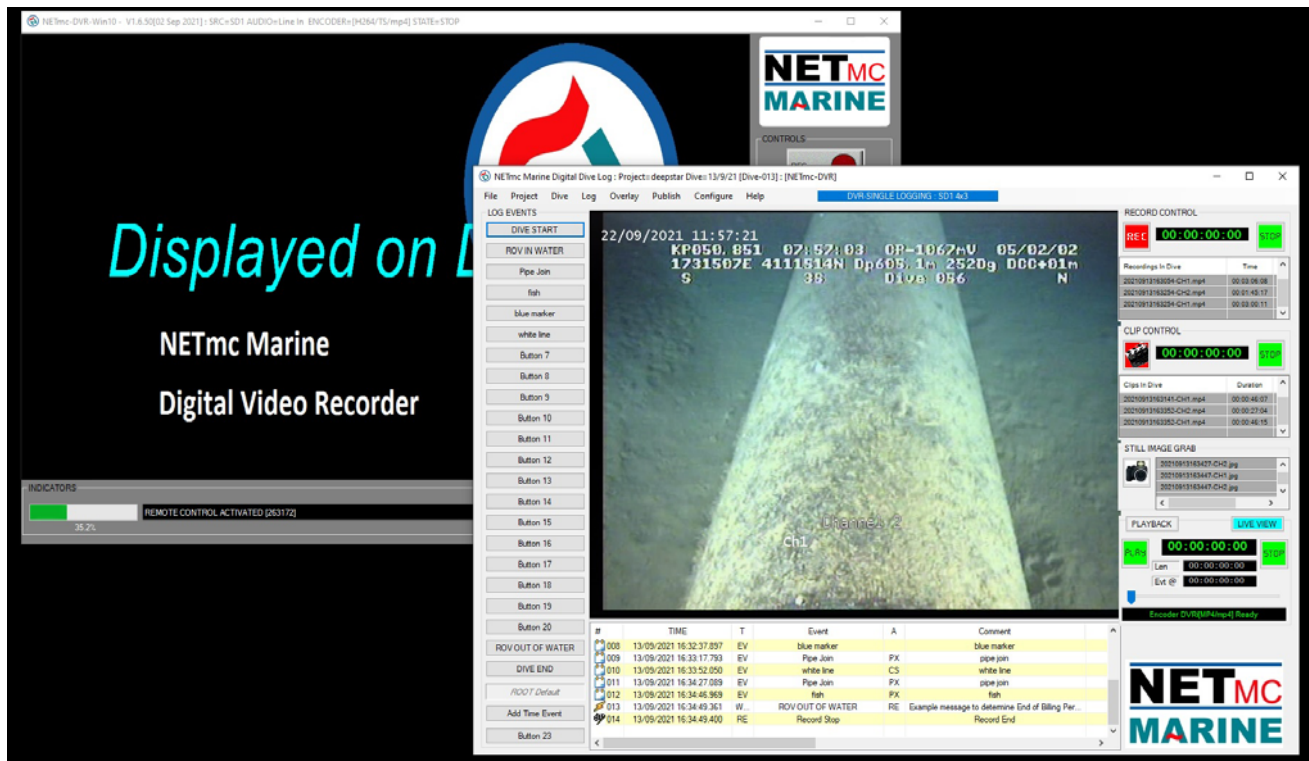 NETmc-DVR-Win10 - V1.6.50[02 Sep 2021] : SRC=SD1 AUDIO=Line In ENCODER=[H264/TS/mp4] STATE=STOP
NETMC
MARINE
CONTROLS
Displayed on
NETmc Marine
Digital Video Recorder
INDICATORS
REMOTE CONTROL ACTIVATED [263172]
35.2%
NETmc Marine Digital Dive Log : Project=deepstar Dive=13/9/21 [Dive-013] : [NETmc-DVR]
File Project Dive Log Overlay Publish Configure Help
DVR-SINGLE LOGGING : SD1 4x3
LOG EVENTS
DIVE START
ROV IN WATER
Pipe Join
fish
blue marker
white line
Button 7
Button 8
Button 9
Button 10
Button 11
Button 12
Button 13
Button 14
Button 15
Button 16
Button 17
Button 18
Button 19
Button 20
ROV OUT OF WATER
DIVE END
ROOT Default
Add Time Event
Button 23
22/09/2021 11:57:21
KP059.851 07:52:03 CP-1067mV 05/02/02
1731507E 4111514N Dp605.1m 252Dg DCC+01m
S 35 Dive 056 N
Channel 2
Ch1
# TIME T Event A Comment
008 13/09/2021 16:32:37.897 EV blue marker blue marker
009 13/09/2021 16:33:17.793 EV Pipe Join PX pipe join
010 13/09/2021 16:33:52.050 EV white line CS white line
011 13/09/2021 16:34:27.089 EV Pipe Join PX pipe join
012 13/09/2021 16:34:46.969 EV fish PX fish
013 13/09/2021 16:34:49.361 W... ROV OUT OF WATER RE Example message to determine End of Billing Per...
014 13/09/2021 16:34:49.400 RE Record Stop Record End
RECORD CONTROL
REC 00:00:00:00 STOP
Recordings In Dive Time
20210913163054-CH1.mp4 00:03:06:08
20210913163254-CH2.mp4 00:01:45:17
20210913163254-CH1.mp4 00:03:00:11
CLIP CONTROL
00:00:00:00 STOP
Clips In Dive Duration
20210913163141-CH1.mp4 00:00:46:07
20210913163352-CH2.mp4 00:00:27:04
20210913163352-CH1.mp4 00:00:46:15
STILL IMAGE GRAB
20210913163427-CH2.jpg
20210913163447-CH1.jpg
20210913163447-CH2.jpg
PLAYBACK LIVE VIEW
PLAY 00:00:00:00 STOP
Len 00:00:00:00
Evt @ 00:00:00:00
Encoder DVR[MP4/mp4] Ready
NETMC
MARINE